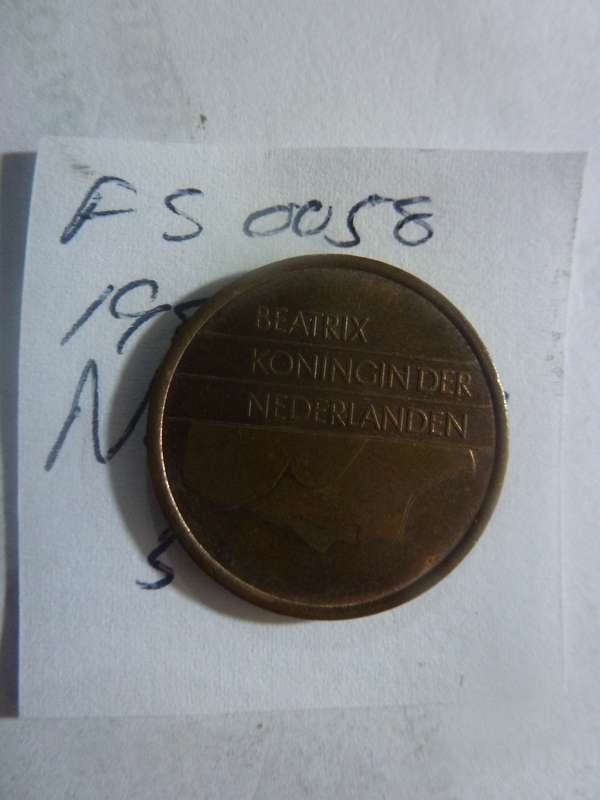 FS 0058
BEATRIX
KONINGIN DER
NEDERLANDEN